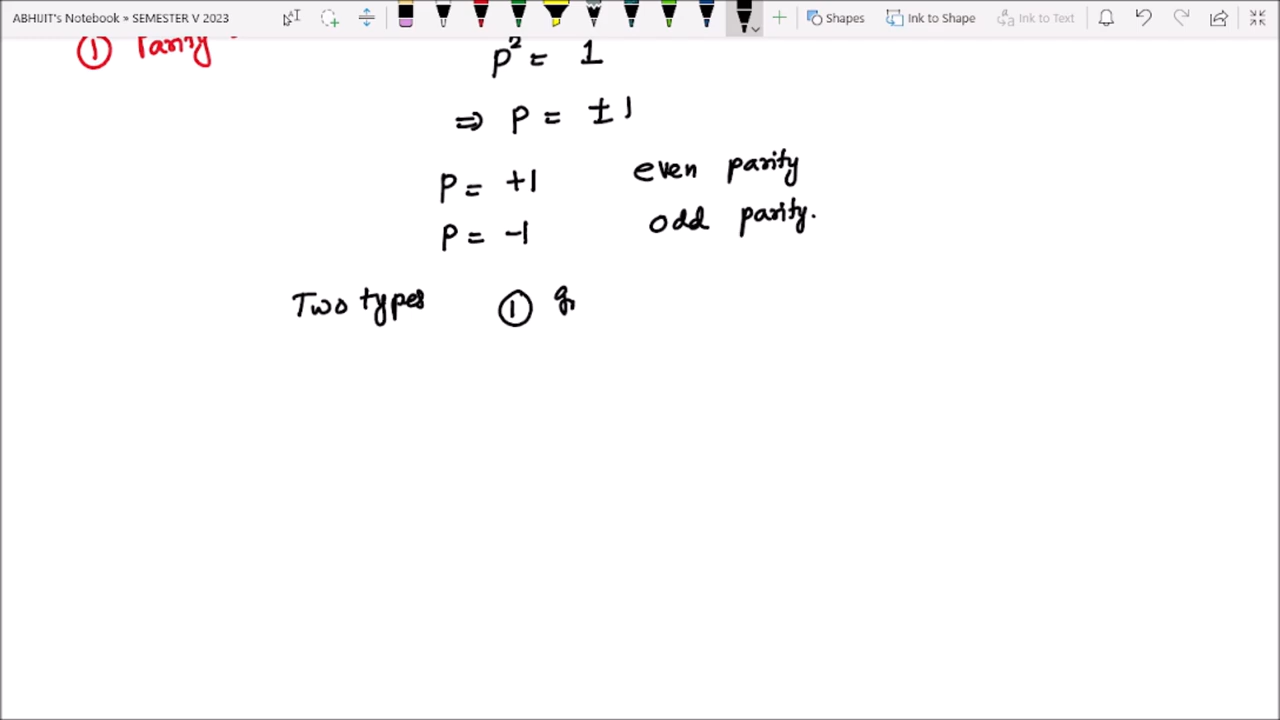 ABHIJIT's Notebook » SEMESTER V 2023
Shapes
Ink to Shape
Ink to Text
① Parity
P² = 1
⇒ P = ±1
P = +1 even parity
P = -1 odd parity.
Two types ①